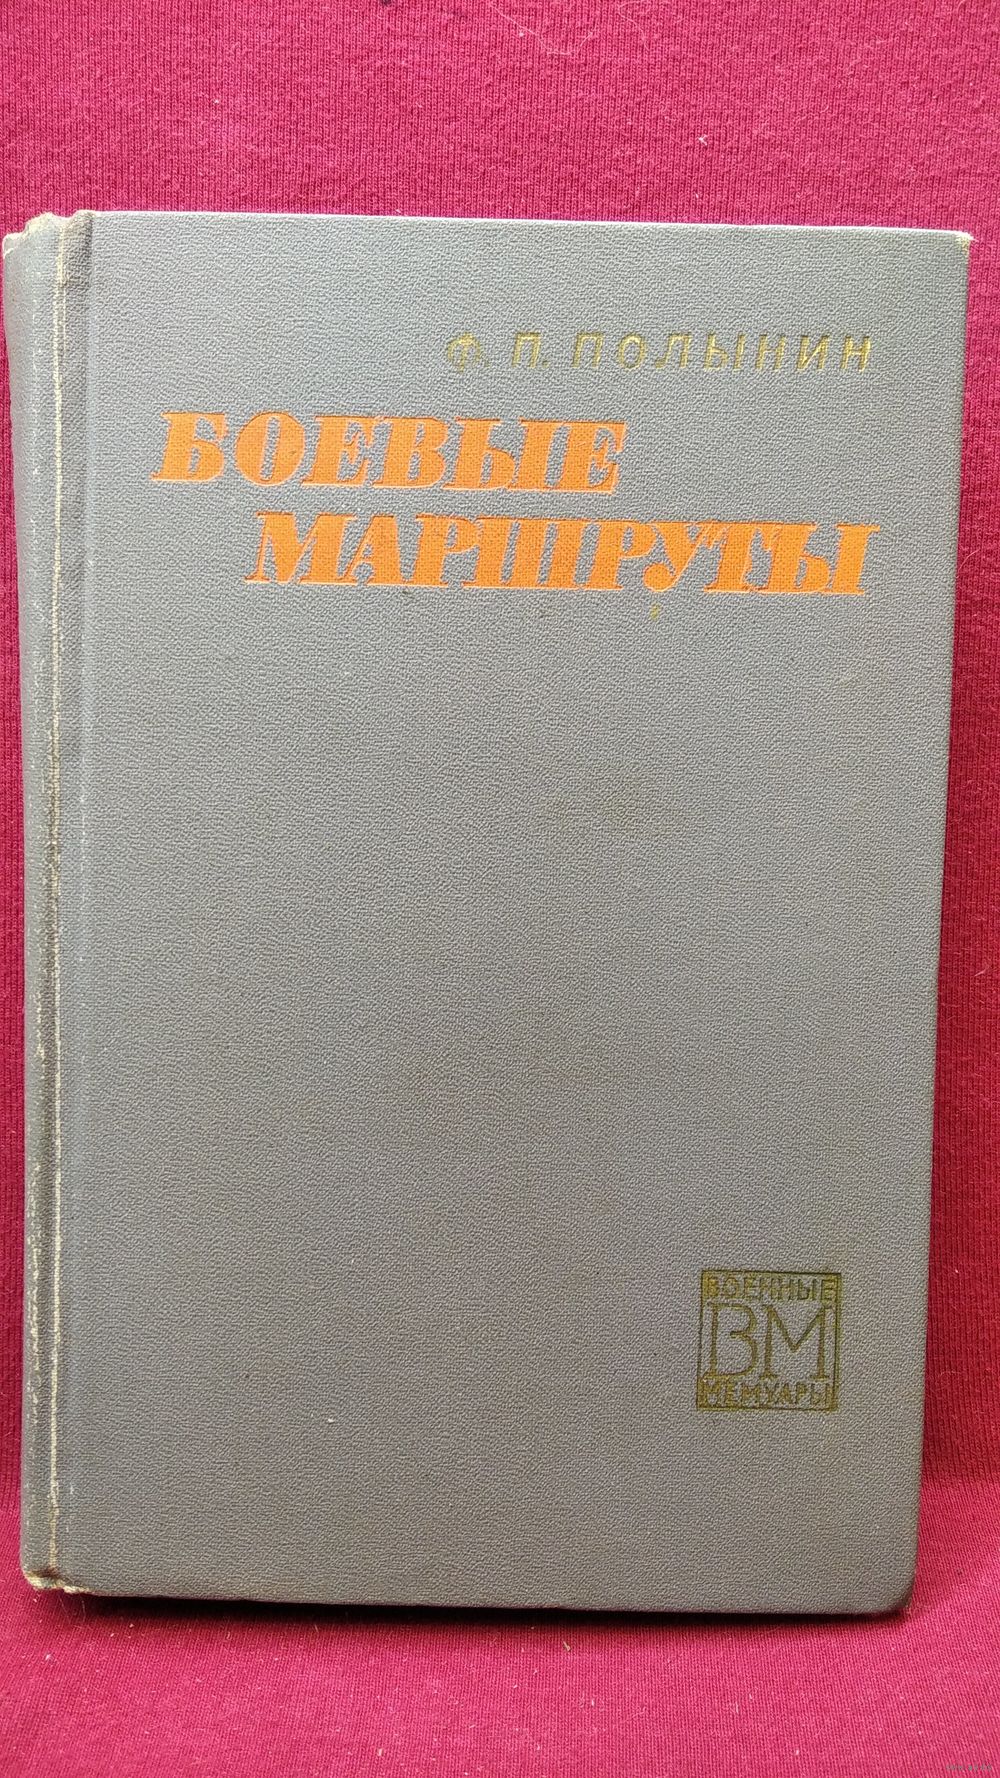 Ф. П. ПОЛЫНИН
БОЕВЫЕ
МАРШРУТЫ
ВОЕННЫЕ
ВМ
МЕМУАРЫ